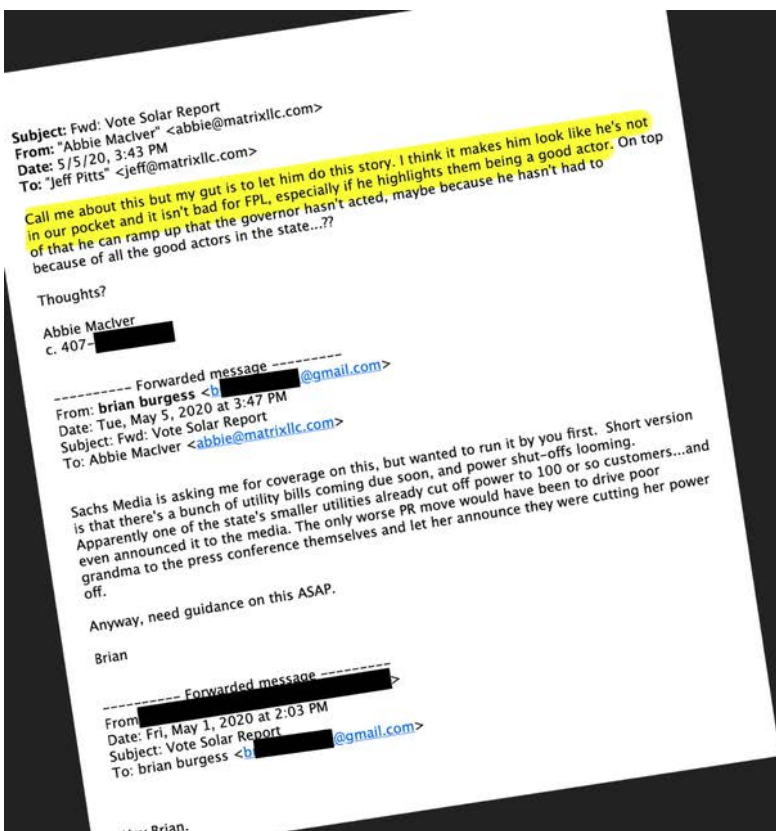 Subject: Fwd: Vote Solar Report
From: "Abbie MacIver" <abbie@matrixllc.com>
Date: 5/5/20, 3:43 PM
To: "Jeff Pitts" <jeff@matrixllc.com>
Call me about this but my gut is to let him do this story. I think it makes him look like he's not
in our pocket and it isn't bad for FPL, especially if he highlights them being a good actor. On top
of that he can ramp up that the governor hasn't acted, maybe because he hasn't had to
because of all the good actors in the state...??
Thoughts?
Abbie MacIver
c. 407-
---------- Forwarded message ---------
From: brian burgess <b @gmail.com>
Date: Tue, May 5, 2020 at 3:47 PM
Subject: Fwd: Vote Solar Report
To: Abbie MacIver <abbie@matrixllc.com>
Sachs Media is asking me for coverage on this, but wanted to run it by you first. Short version
is that there's a bunch of utility bills coming due soon, and power shut-offs looming.
Apparently one of the state's smaller utilities already cut off power to 100 or so customers...and
even announced it to the media. The only worse PR move would have been to drive poor
grandma to the press conference themselves and let her announce they were cutting her power
off.
Anyway, need guidance on this ASAP.
Brian
---------- Forwarded message ---------
From >
Date: Fri, May 1, 2020 at 2:03 PM
Subject: Vote Solar Report
To: brian burgess <b @gmail.com>
Brian,